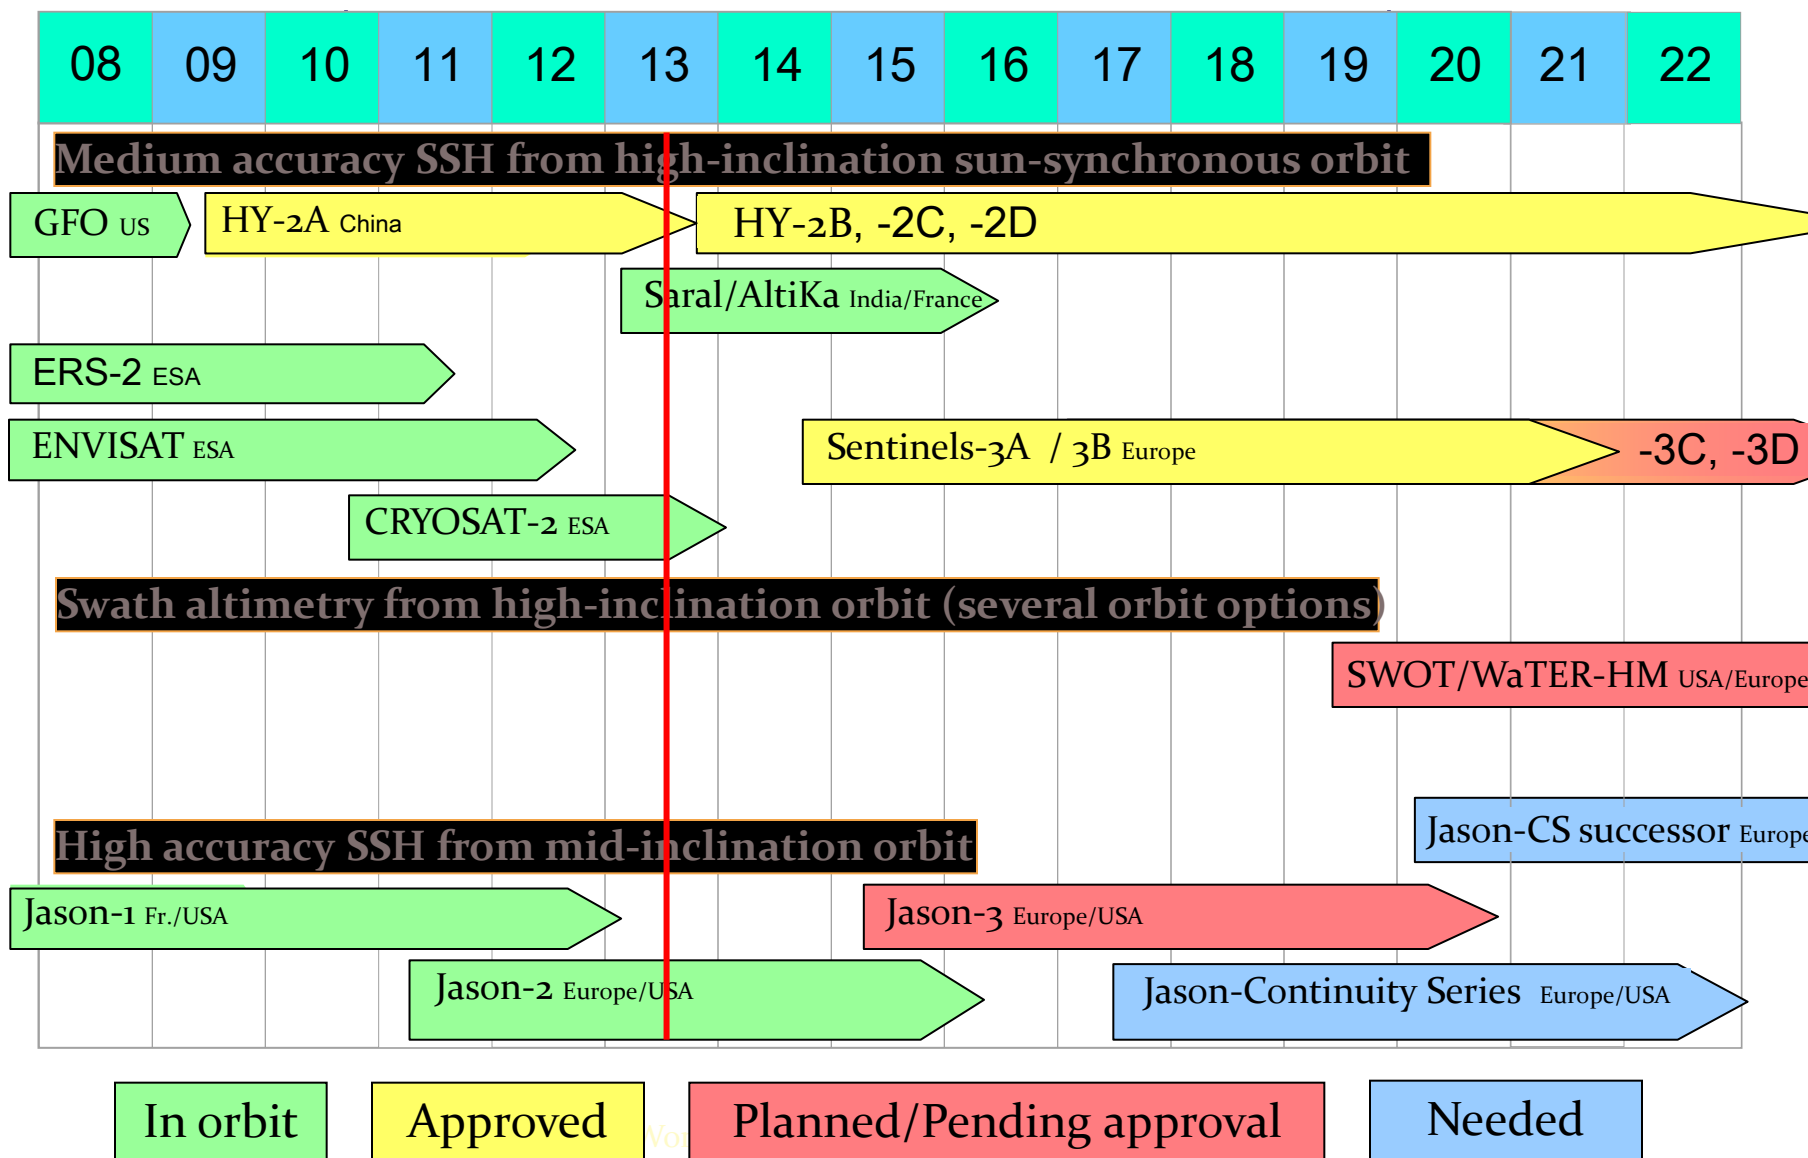 08 09 10 11 12 13 14 15 16 17 18 19 20 21 22
Medium accuracy SSH from high-inclination sun-synchronous orbit
GFO US
HY-2A China
HY-2B, -2C, -2D
Saral/AltiKa India/France
ERS-2 ESA
ENVISAT ESA
Sentinels-3A / 3B Europe
-3C, -3D
CRYOSAT-2 ESA
Swath altimetry from high-inclination orbit (several orbit options)
SWOT/WaTER-HM USA/Europe
Jason-CS successor Europe
High accuracy SSH from mid-inclination orbit
Jason-1 Fr./USA
Jason-3 Europe/USA
Jason-2 Europe/USA
Jason-Continuity Series Europe/USA
In orbit
Approved
Planned/Pending approval
Needed